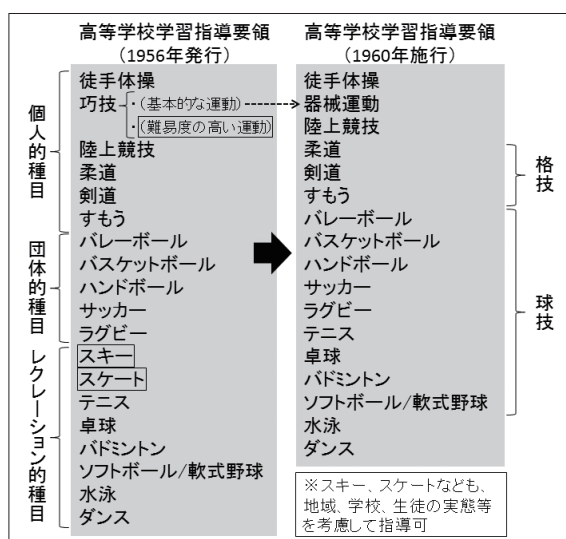 高等学校学習指導要領
(1956年発行)
個人的種目
徒手体操
巧技
・(基本的な運動)
・(難易度の高い運動)
陸上競技
柔道
剣道
すもう
団体的種目
バレーボール
バスケットボール
ハンドボール
サッカー
ラグビー
レクレーション的種目
スキー
スケート
テニス
卓球
バドミントン
ソフトボール/軟式野球
水泳
ダンス
高等学校学習指導要領
(1960年施行)
徒手体操
器械運動
陸上競技
柔道
剣道
すもう
格技
バレーボール
バスケットボール
ハンドボール
サッカー
ラグビー
テニス
卓球
バドミントン
ソフトボール/軟式野球
球技
水泳
ダンス
※スキー、スケートなども、
地域、学校、生徒の実態等
を考慮して指導可